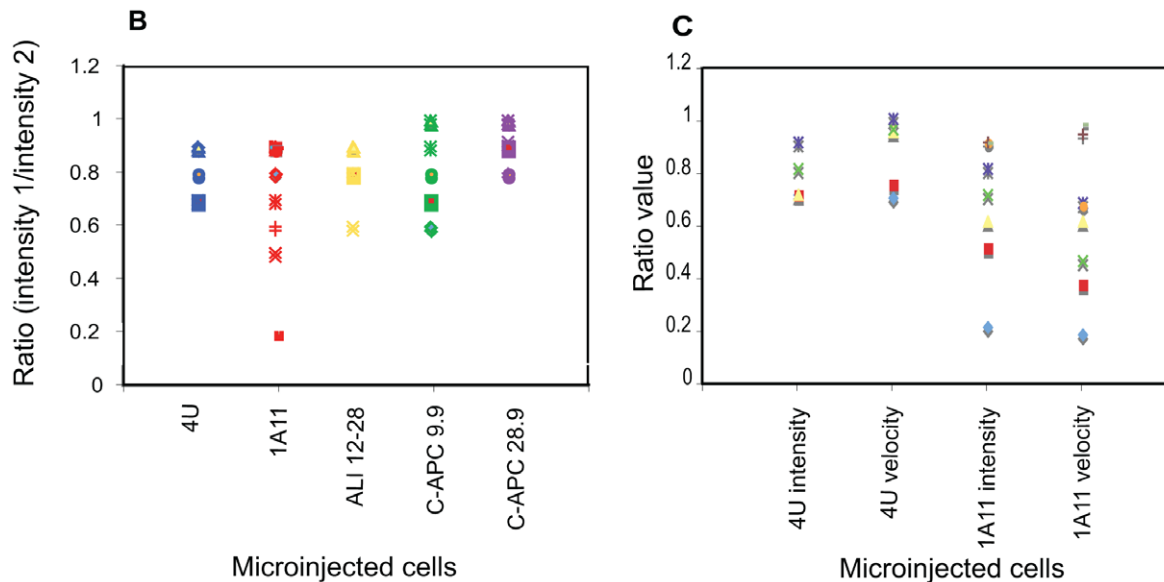 B
Ratio (intensity 1/intensity 2)
1.2
1
0.8
0.6
0.4
0.2
0
4U
1A11
ALI 12-28
C-APC 9.9
C-APC 28.9
Microinjected cells
C
Ratio value
1.2
1.0
0.8
0.6
0.4
0.2
0
4U intensity
4U velocity
1A11 intensity
1A11 velocity
Microinjected cells